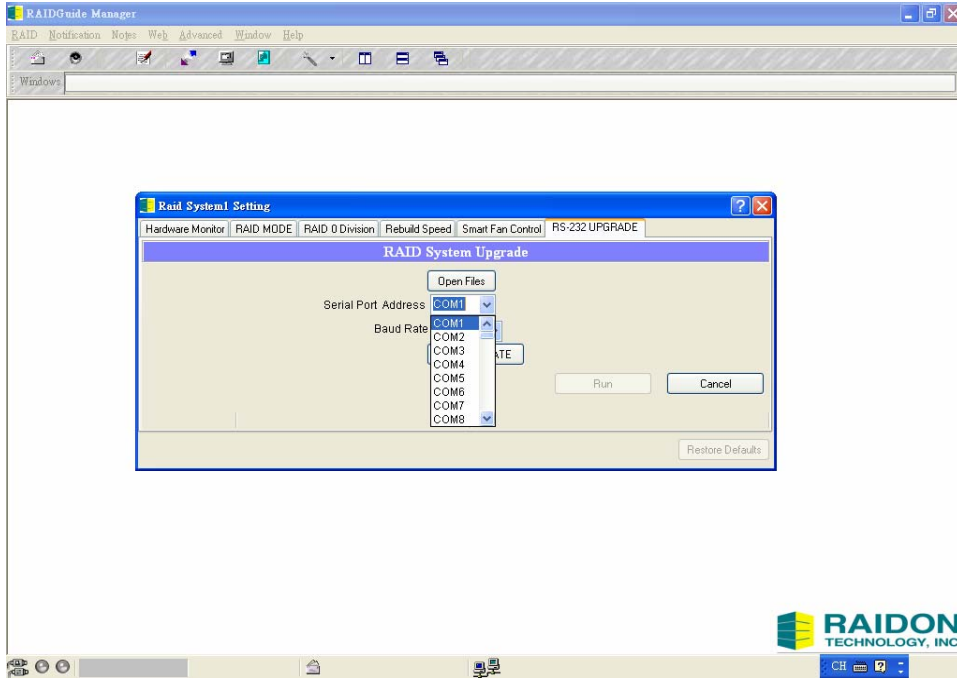 RAIDGuide Manager
RAID Notification Notes Web Advanced Window Help
Windows
Raid System1 Setting
Hardware Monitor RAID MODE RAID 0 Division Rebuild Speed Smart Fan Control RS-232 UPGRADE
RAID System Upgrade
Open Files
Serial Port Address COM1
Baud Rate
COM1
COM2
COM3
COM4
COM5
COM6
COM7
COM8
Run Cancel
Restore Defaults
RAIDON
TECHNOLOGY, INC
CH